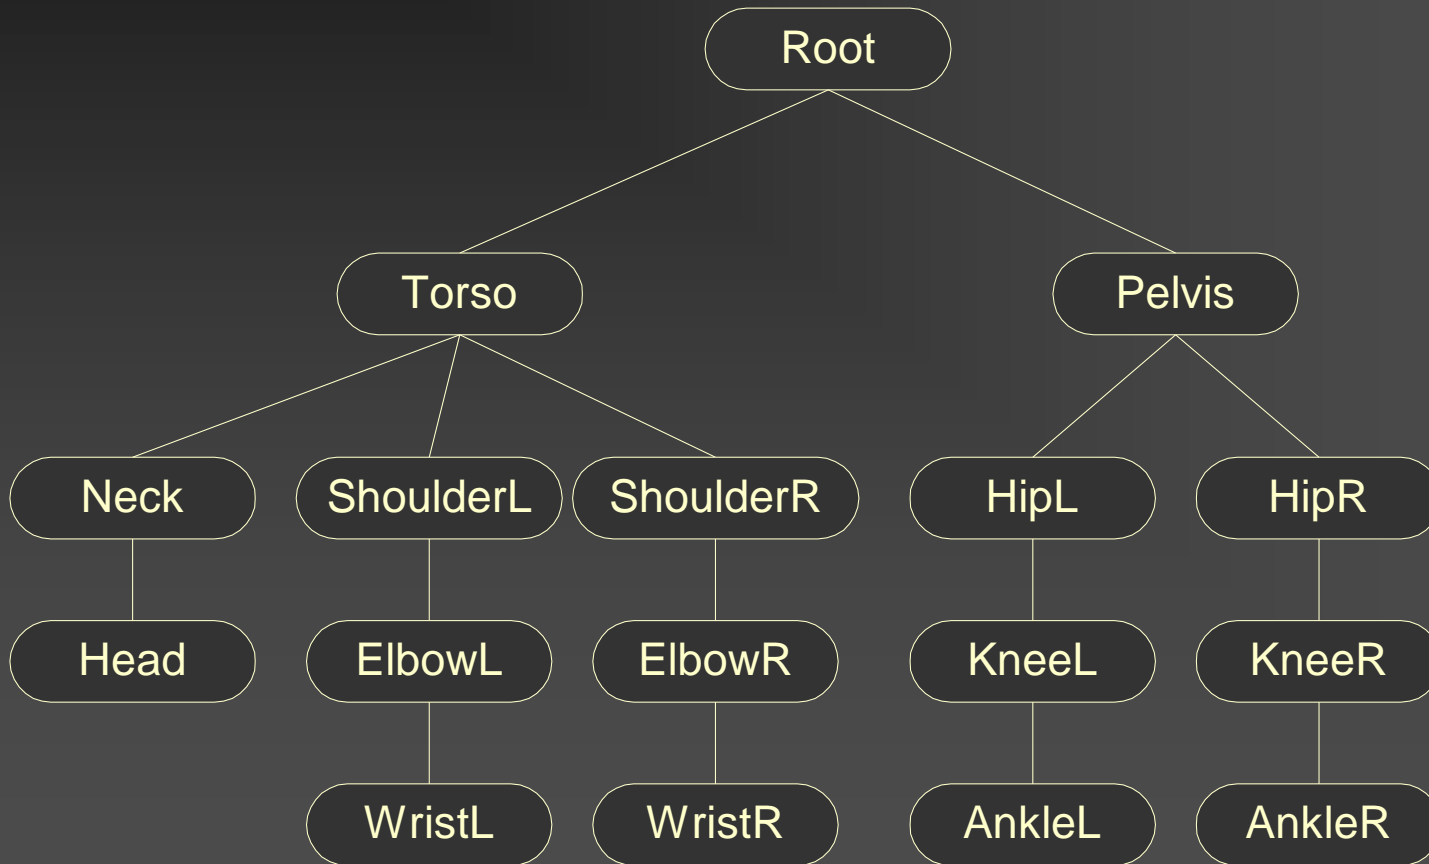 Root
Torso
Pelvis
Neck
ShoulderL
ShoulderR
HipL
HipR
Head
ElbowL
ElbowR
KneeL
KneeR
WristL
WristR
AnkleL
AnkleR